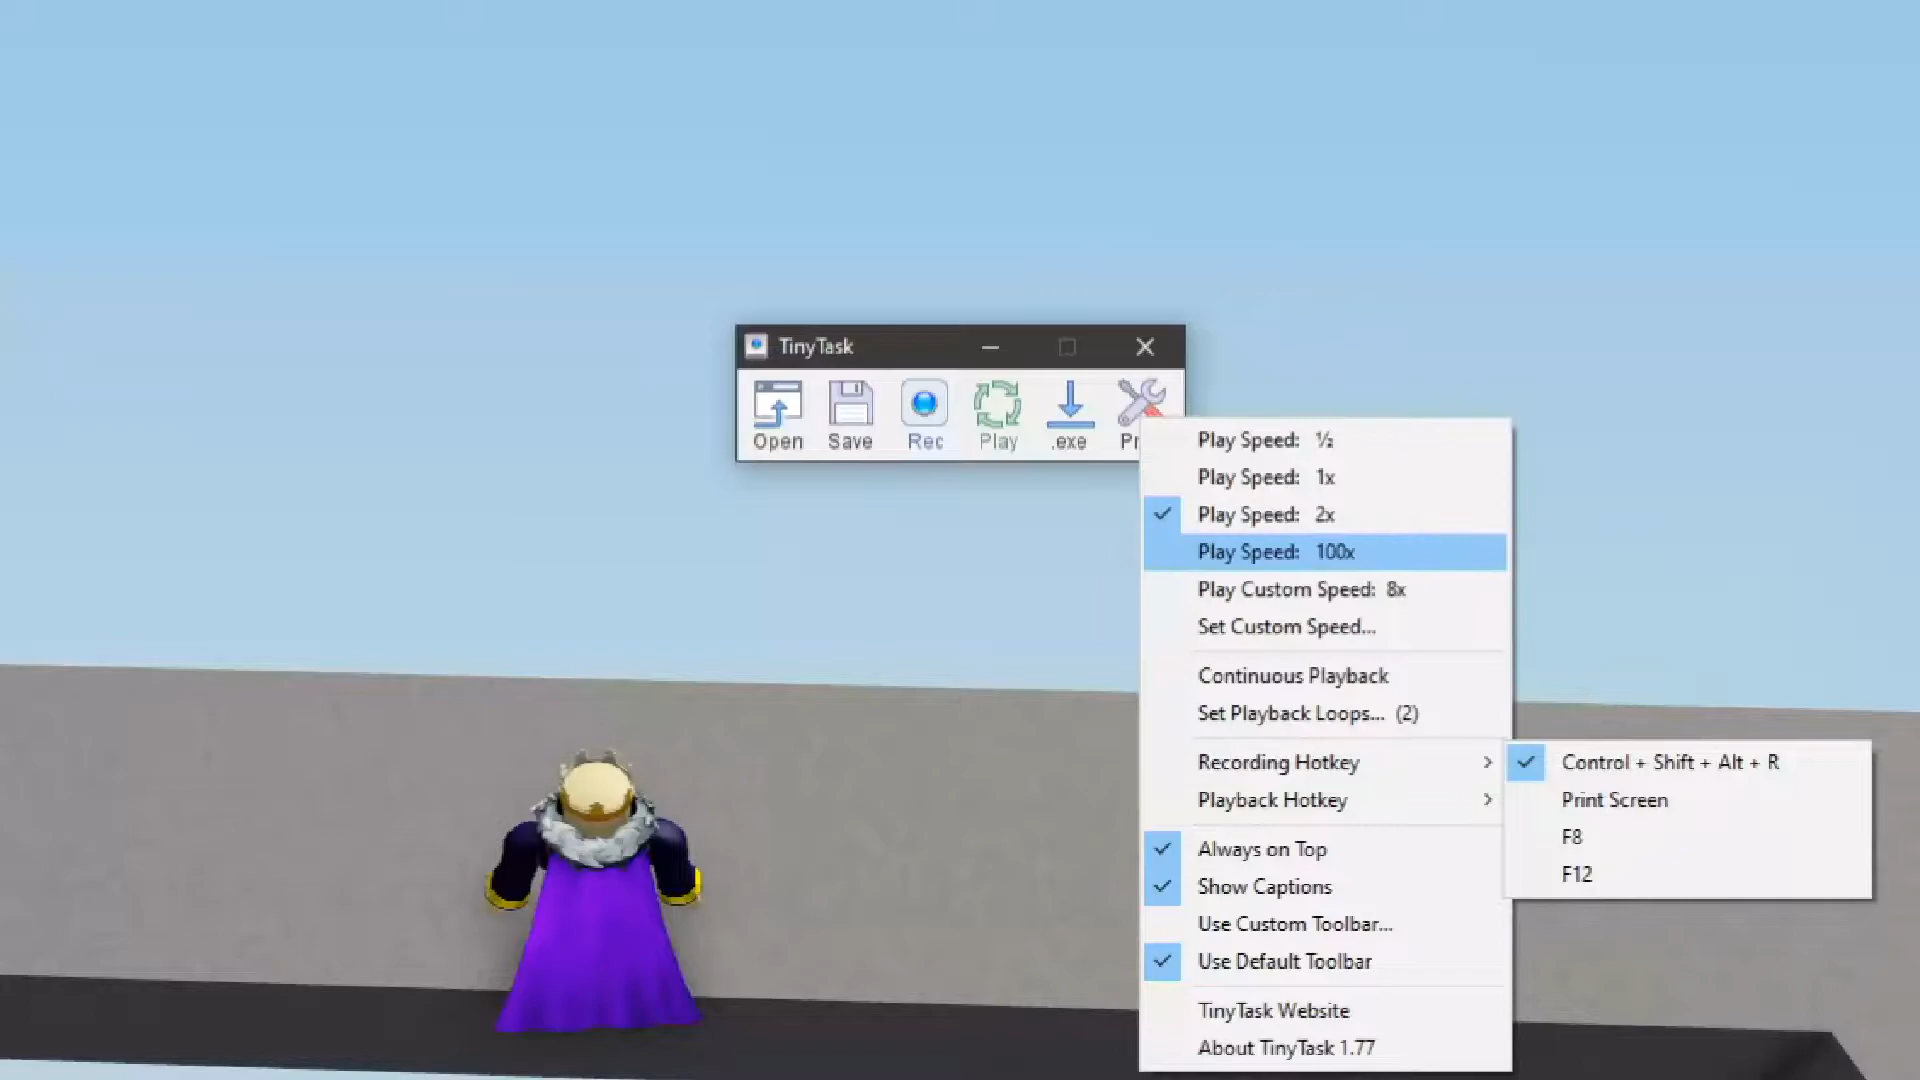 TinyTask
Open Save Rec Play .exe Pr
Play Speed: ½
Play Speed: 1x
Play Speed: 2x
Play Speed: 100x
Play Custom Speed: 8x
Set Custom Speed...
Continuous Playback
Set Playback Loops... (2)
Recording Hotkey
Playback Hotkey
Always on Top
Show Captions
Use Custom Toolbar...
Use Default Toolbar
TinyTask Website
About TinyTask 1.77
Control + Shift + Alt + R
Print Screen
F8
F12